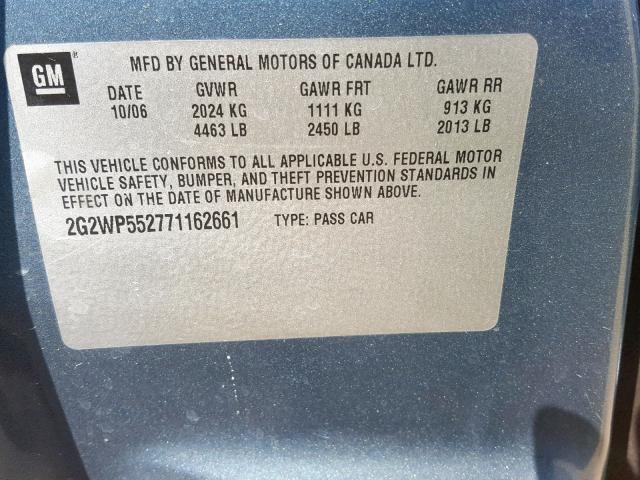 GM ® MFD BY GENERAL MOTORS OF CANADA LTD.
DATE GVWR GAWR FRT GAWR RR
10/06 2024 KG 1111 KG 913 KG
4463 LB 2450 LB 2013 LB
THIS VEHICLE CONFORMS TO ALL APPLICABLE U.S. FEDERAL MOTOR
VEHICLE SAFETY, BUMPER, AND THEFT PREVENTION STANDARDS IN
EFFECT ON THE DATE OF MANUFACTURE SHOWN ABOVE.
2G2WP552771162661 TYPE: PASS CAR